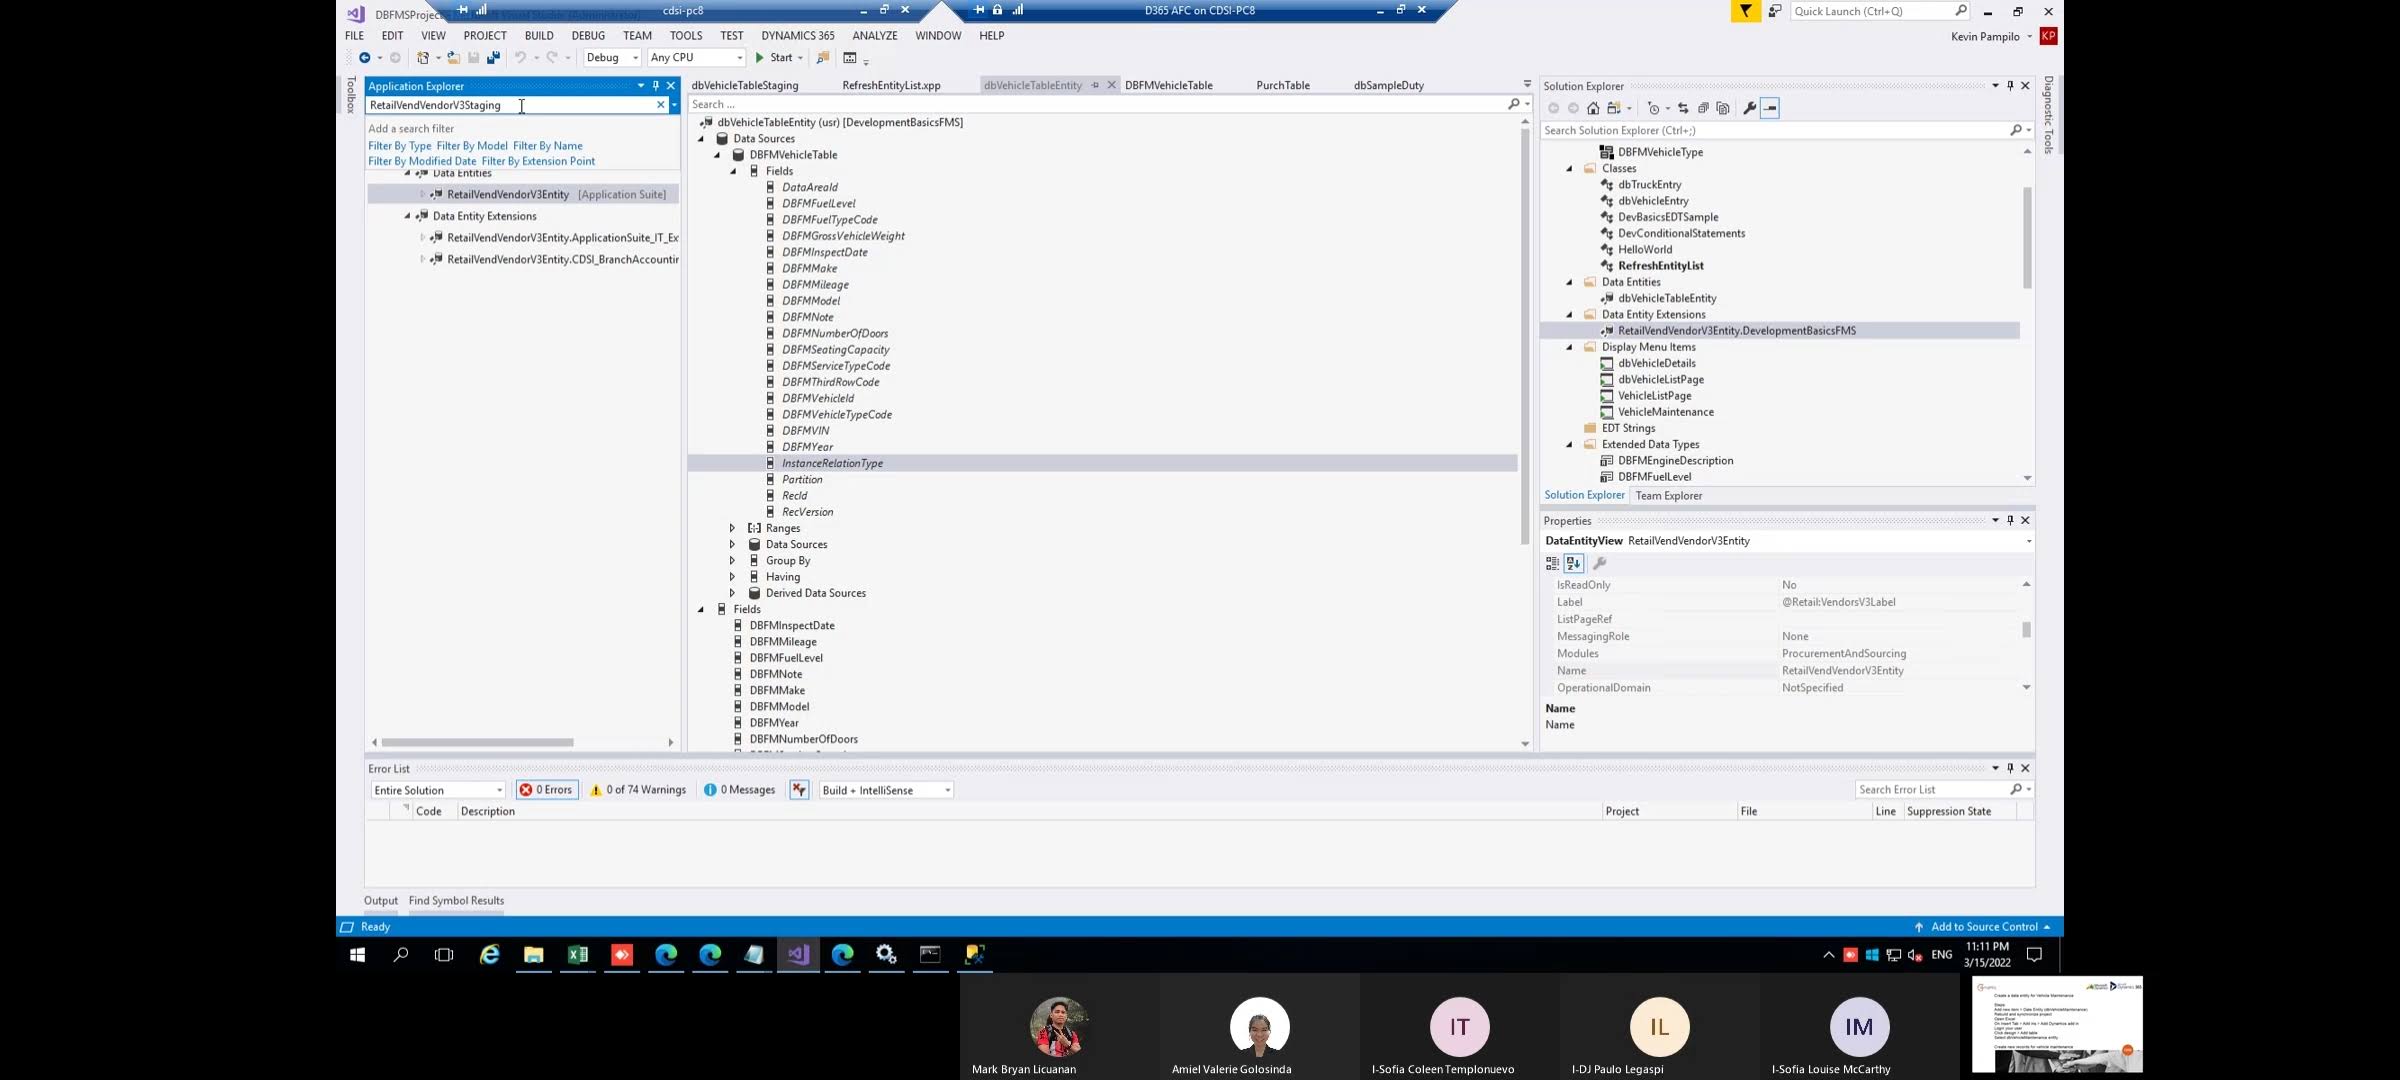 DBFMSProject
cdsi-pc8
D365 AFC on CDSI-PC8
Quick Launch (Ctrl+Q)
FILE EDIT VIEW PROJECT BUILD DEBUG TEAM TOOLS TEST DYNAMICS 365 ANALYZE WINDOW HELP
Kevin Pampilo KP
Debug Any CPU Start
Toolbox
Application Explorer
RetailVendVendorV3Staging
Add a search filter
Filter By Type Filter By Model Filter By Name
Filter By Modified Date Filter By Extension Point
Data Entities
RetailVendVendorV3Entity [Application Suite]
Data Entity Extensions
RetailVendVendorV3Entity.ApplicationSuite_IT_Ex
RetailVendVendorV3Entity.CDSI_BranchAccountin
dbVehicleTableStaging RefreshEntityList.xpp dbVehicleTableEntity DBFMVehicleTable PurchTable dbSampleDuty
Search ...
dbVehicleTableEntity (usr) [DevelopmentBasicsFMS]
Data Sources
DBFMVehicleTable
Fields
DataAreaId
DBFMFuelLevel
DBFMFuelTypeCode
DBFMGrossVehicleWeight
DBFMInspectDate
DBFMMake
DBFMMileage
DBFMModel
DBFMNote
DBFMNumberOfDoors
DBFMSeatingCapacity
DBFMServiceTypeCode
DBFMThirdRowCode
DBFMVehicleId
DBFMVehicleTypeCode
DBFMVIN
DBFMYear
InstanceRelationType
Partition
RecId
RecVersion
Ranges
Data Sources
Group By
Having
Derived Data Sources
Fields
DBFMInspectDate
DBFMMileage
DBFMFuelLevel
DBFMNote
DBFMMake
DBFMModel
DBFMYear
DBFMNumberOfDoors
Solution Explorer
Search Solution Explorer (Ctrl+;)
DBFMVehicleType
Classes
dbTruckEntry
dbVehicleEntry
DevBasicsEDTSample
DevConditionalStatements
HelloWorld
RefreshEntityList
Data Entities
dbVehicleTableEntity
Data Entity Extensions
RetailVendVendorV3Entity.DevelopmentBasicsFMS
Display Menu Items
dbVehicleDetails
dbVehicleListPage
VehicleListPage
VehicleMaintenance
EDT Strings
Extended Data Types
DBFMEngineDescription
DBFMFuelLevel
Solution Explorer Team Explorer
Diagnostic Tools
Properties
DataEntityView RetailVendVendorV3Entity
IsReadOnly No
Label @Retail:VendorsV3Label
ListPageRef
MessagingRole None
Modules ProcurementAndSourcing
Name RetailVendVendorV3Entity
OperationalDomain NotSpecified
Name
Name
Error List
Entire Solution 0 Errors 0 of 74 Warnings 0 Messages Build + IntelliSense Search Error List
Code Description Project File Line Suppression State
Output Find Symbol Results
Ready Add to Source Control
ENG 11:11 PM
3/15/2022
IT IL IM
Mark Bryan Licuanan Amiel Valerie Golosinda I-Sofia Coleen Templonuevo I-DJ Paulo Legaspi I-Sofia Louise McCarthy
Create a data entity for Vehicle Maintenance
Steps